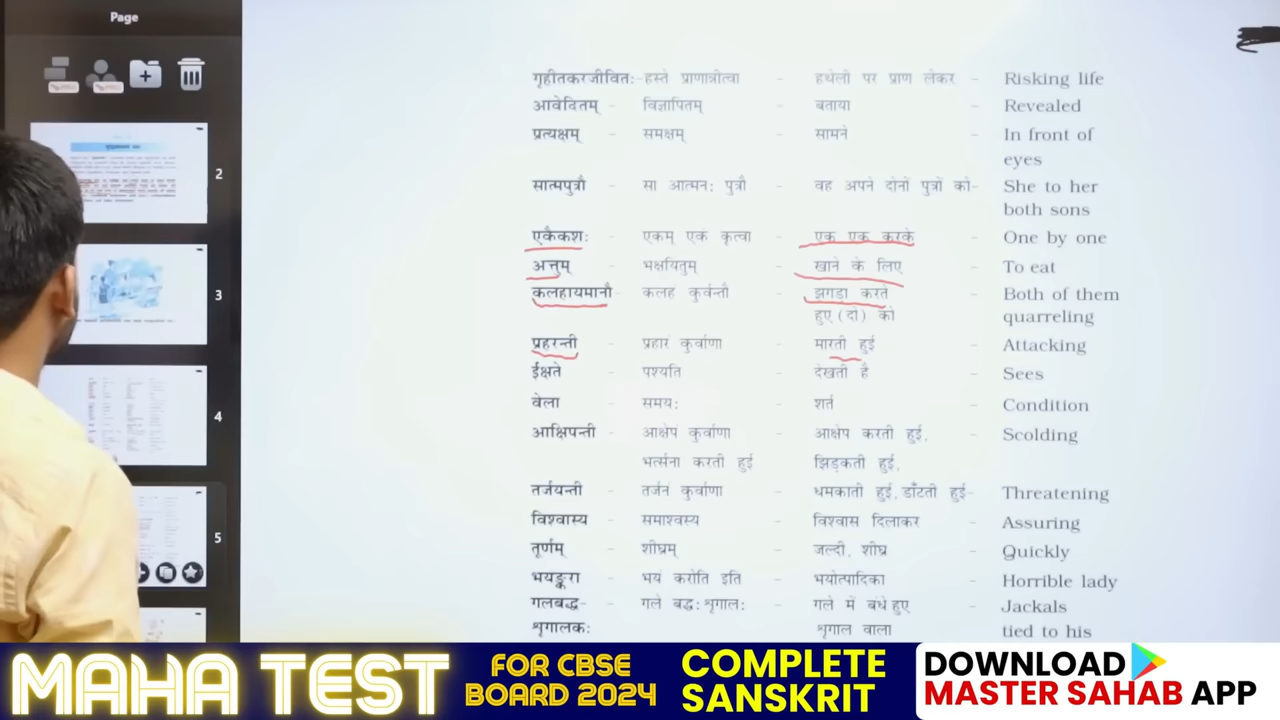 Page
गृहीतकरजीवितः - हस्ते प्राणान्नीत्वा - हथेली पर प्राण लेकर - Risking life
आवेदितम् - विज्ञापितम् - बताया - Revealed
प्रत्यक्षम् - समक्षम् - सामने - In front of
eyes
सात्मपुत्रौ - सा आत्मनः पुत्रौ - वह अपने दोनों पुत्रों को - She to her
both sons
एकैकशः - एकम् एकं कृत्वा - एक एक करके - One by one
अत्तुम् - भक्षयितुम् - खाने के लिए - To eat
कलहायमानौ - कलहं कुर्वन्तौ - झगड़ा करते - Both of them
हुए (दो) को quarreling
प्रहरन्ती - प्रहारं कुर्वाणा - मारती हुई - Attacking
ईक्षते - पश्यति - देखती है - Sees
वेला - समयः - शर्त - Condition
आक्षिपन्ती - आक्षेपं कुर्वाणा - आक्षेप करती हुई, - Scolding
भर्त्सना करती हुई झिड़कती हुई,
तर्जयन्ती - तर्जनं कुर्वाणा - धमकाती हुई, डाँटती हुई - Threatening
विश्वास्य - समाश्वस्य - विश्वास दिलाकर - Assuring
तूर्णम् - शीघ्रम् - जल्दी, शीघ्र - Quickly
भयङ्करा - भयं करोति इति - भयोत्पादिका - Horrible lady
गलबद्ध - गले बद्धः शृगालः - गले में बंधे हुए - Jackals
शृगालकः शृगाल वाला tied to his
2
3
4
5
MAHA TEST
FOR CBSE
BOARD 2024
COMPLETE
SANSKRIT
DOWNLOAD
MASTER SAHAB APP